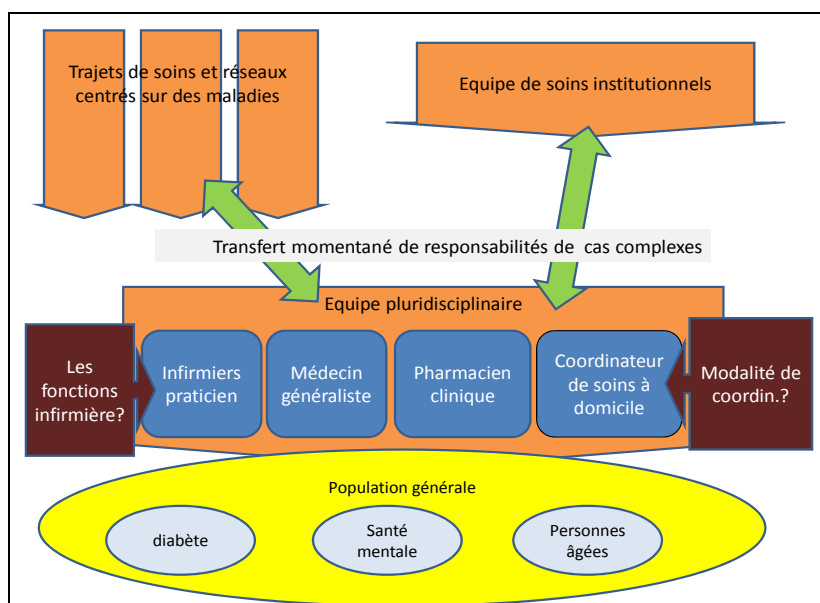 Trajets de soins et réseaux
centrés sur des maladies
Equipe de soins institutionnels
Transfert momentané de responsabilités de cas complexes
Equipe pluridisciplinaire
Les
fonctions
infirmière?
Infirmiers
praticien
Médecin
généraliste
Pharmacien
clinique
Coordinateur
de soins à
domicile
Modalité de
coordin.?
Population générale
diabète
Santé
mentale
Personnes
âgées